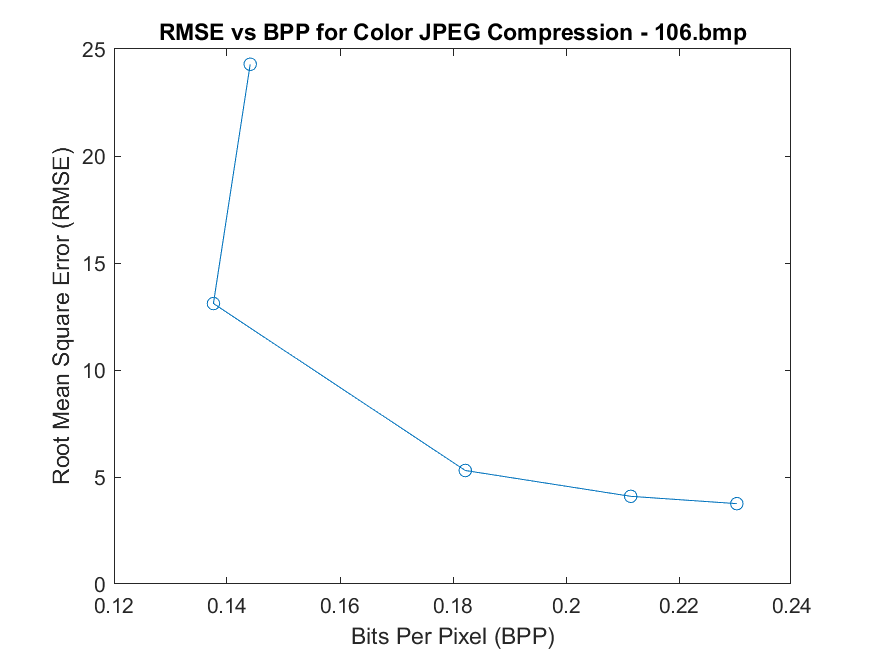 RMSE vs BPP for Color JPEG Compression - 106.bmp
25
20
15
10
5
0
Root Mean Square Error (RMSE)
0.12 0.14 0.16 0.18 0.2 0.22 0.24
Bits Per Pixel (BPP)